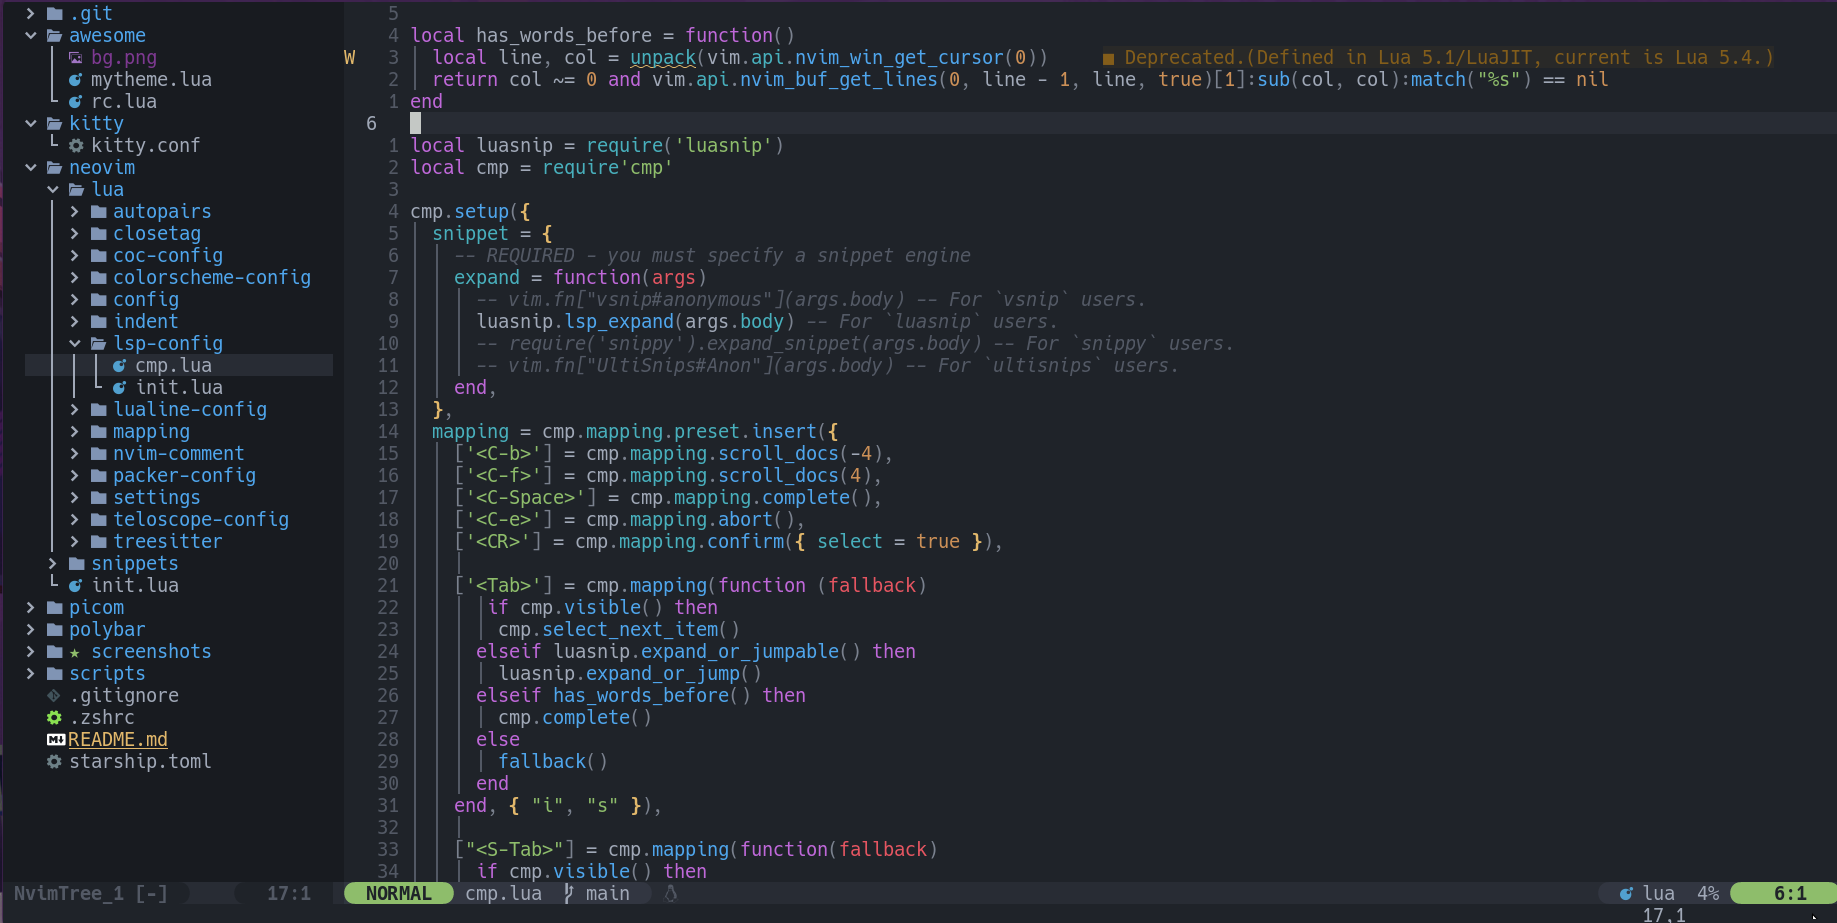 .git
awesome
bg.png
mytheme.lua
rc.lua
kitty
kitty.conf
neovim
lua
autopairs
closetag
coc-config
colorscheme-config
config
indent
lsp-config
cmp.lua
init.lua
lualine-config
mapping
nvim-comment
packer-config
settings
teloscope-config
treesitter
snippets
init.lua
picom
polybar
screenshots
scripts
.gitignore
.zshrc
README.md
starship.toml
5
4 local has_words_before = function()
W 3 local line, col = unpack(vim.api.nvim_win_get_cursor(0)) ■ Deprecated.(Defined in Lua 5.1/LuaJIT, current is Lua 5.4.)
2 return col ~= 0 and vim.api.nvim_buf_get_lines(0, line - 1, line, true)[1]:sub(col, col):match("%s") == nil
1 end
6
1 local luasnip = require('luasnip')
2 local cmp = require'cmp'
3
4 cmp.setup({
5 snippet = {
6 -- REQUIRED - you must specify a snippet engine
7 expand = function(args)
8 -- vim.fn["vsnip#anonymous"](args.body) -- For `vsnip` users.
9 luasnip.lsp_expand(args.body) -- For `luasnip` users.
10 -- require('snippy').expand_snippet(args.body) -- For `snippy` users.
11 -- vim.fn["UltiSnips#Anon"](args.body) -- For `ultisnips` users.
12 end,
13 },
14 mapping = cmp.mapping.preset.insert({
15 ['<C-b>'] = cmp.mapping.scroll_docs(-4),
16 ['<C-f>'] = cmp.mapping.scroll_docs(4),
17 ['<C-Space>'] = cmp.mapping.complete(),
18 ['<C-e>'] = cmp.mapping.abort(),
19 ['<CR>'] = cmp.mapping.confirm({ select = true }),
20
21 ['<Tab>'] = cmp.mapping(function (fallback)
22 if cmp.visible() then
23 cmp.select_next_item()
24 elseif luasnip.expand_or_jumpable() then
25 luasnip.expand_or_jump()
26 elseif has_words_before() then
27 cmp.complete()
28 else
29 fallback()
30 end
31 end, { "i", "s" }),
32
33 ["<S-Tab>"] = cmp.mapping(function(fallback)
34 if cmp.visible() then
NvimTree_1 [-] 17:1 NORMAL cmp.lua main lua 4% 6:1
17,1